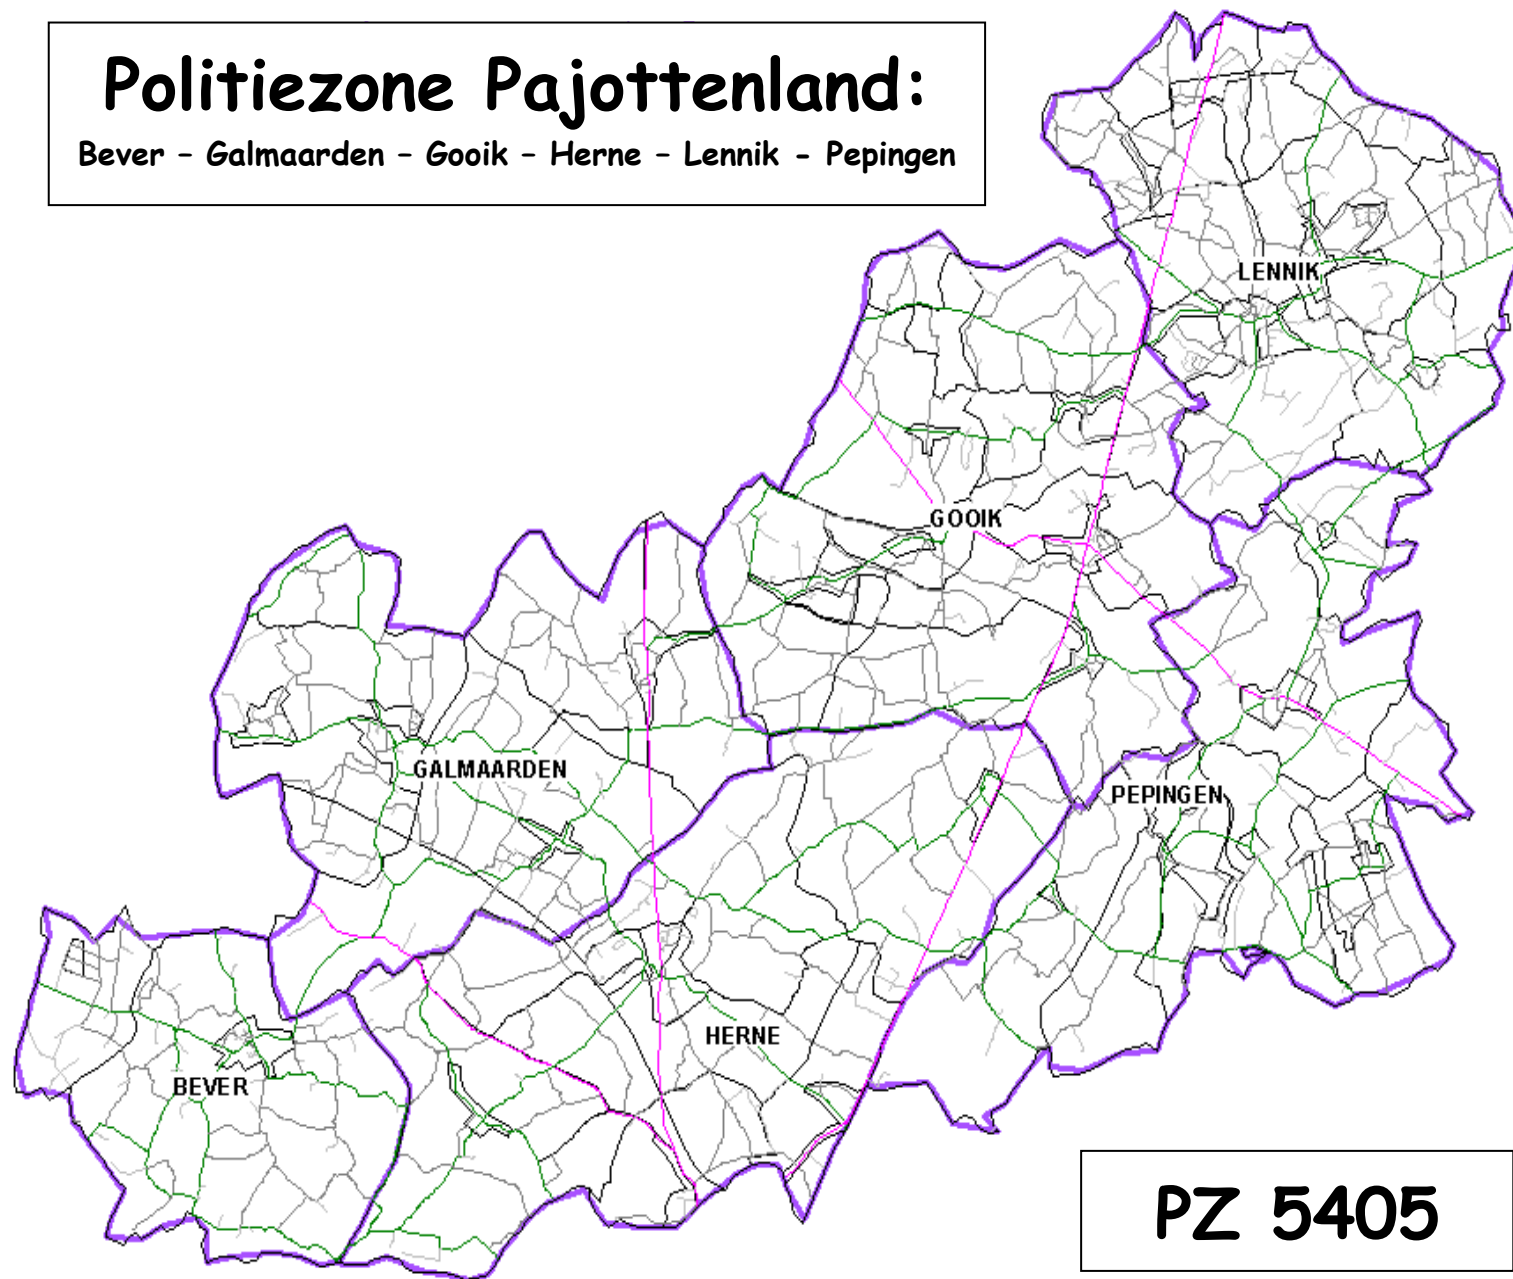 Politiezone Pajottenland:
Bever – Galmaarden – Gooik – Herne – Lennik - Pepingen
LENNIK
GOOIK
GALMAARDEN
PEPINGEN
HERNE
BEVER
PZ 5405